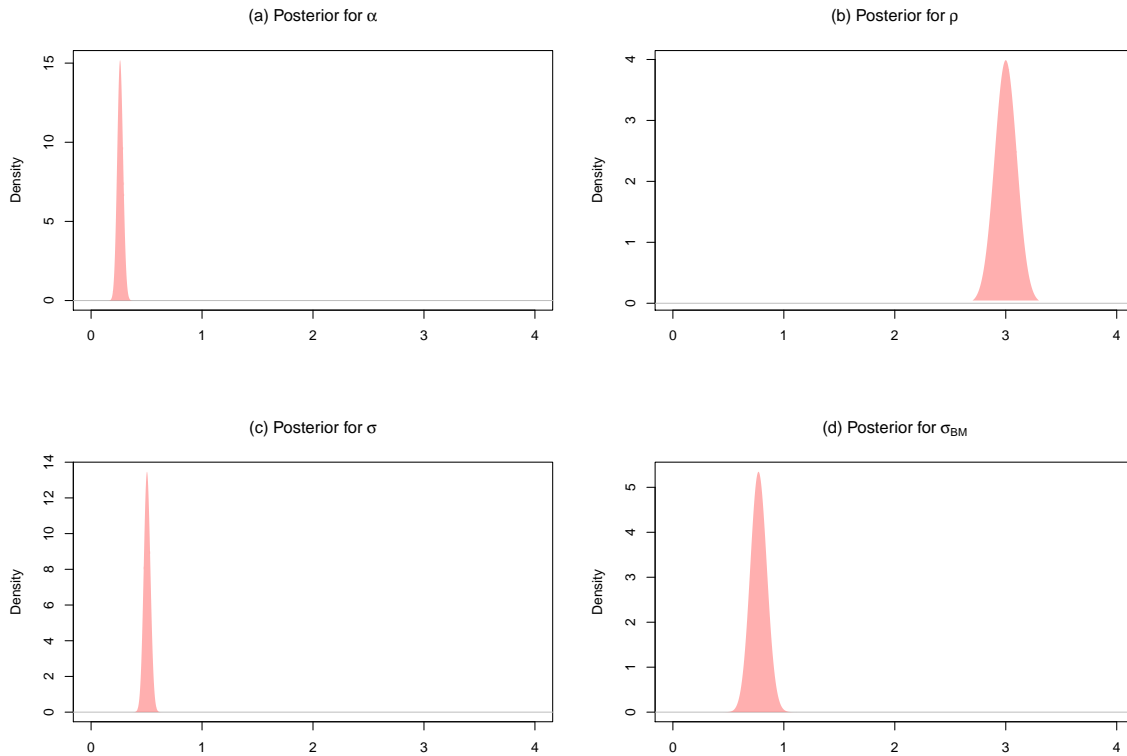 (a) Posterior for α
Density
0 5 10 15
0 1 2 3 4
(b) Posterior for ρ
Density
0 1 2 3 4
0 1 2 3 4
(c) Posterior for σ
Density
0 2 4 6 8 10 12 14
0 1 2 3 4
(d) Posterior for σBM
Density
0 1 2 3 4 5
0 1 2 3 4